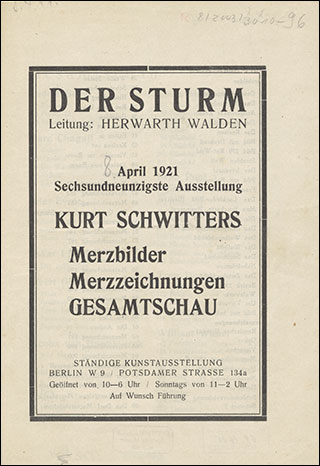 DER STURM
Leitung: HERWARTH WALDEN
8. April 1921
Sechsundneunzigste Ausstellung
KURT SCHWITTERS
Merzbilder
Merzzeichnungen
GESAMTSCHAU
STÄNDIGE KUNSTAUSSTELLUNG
BERLIN W 9 / POTSDAMER STRASSE 134a
Geöffnet von 10—6 Uhr / Sonntags von 11—2 Uhr
Auf Wunsch Führung